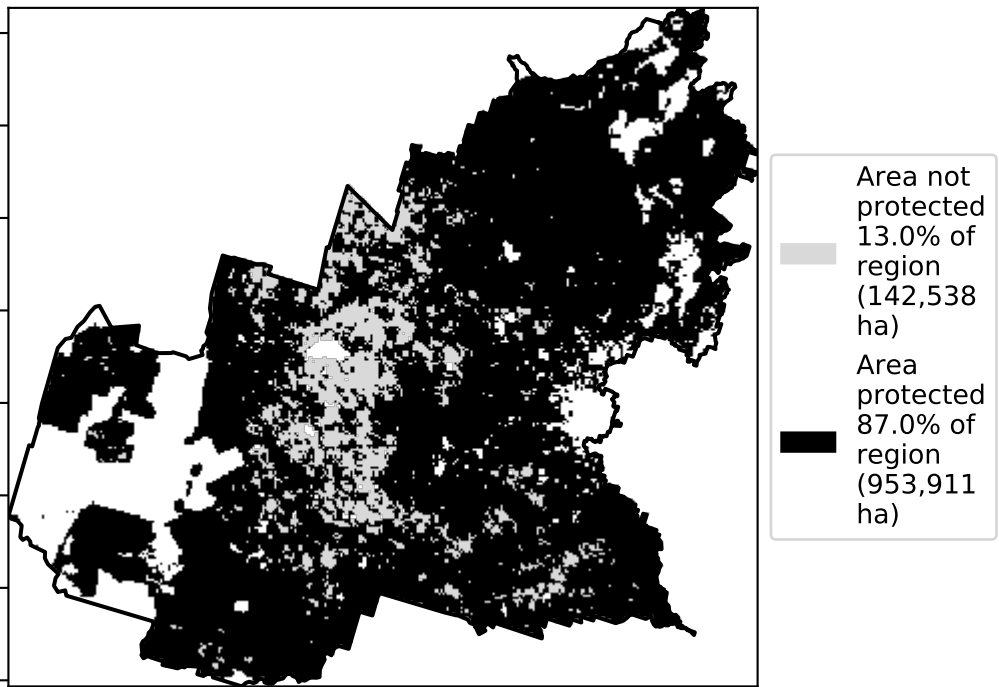 Area not
protected
13.0% of
region
(142,538
ha)
Area
protected
87.0% of
region
(953,911
ha)